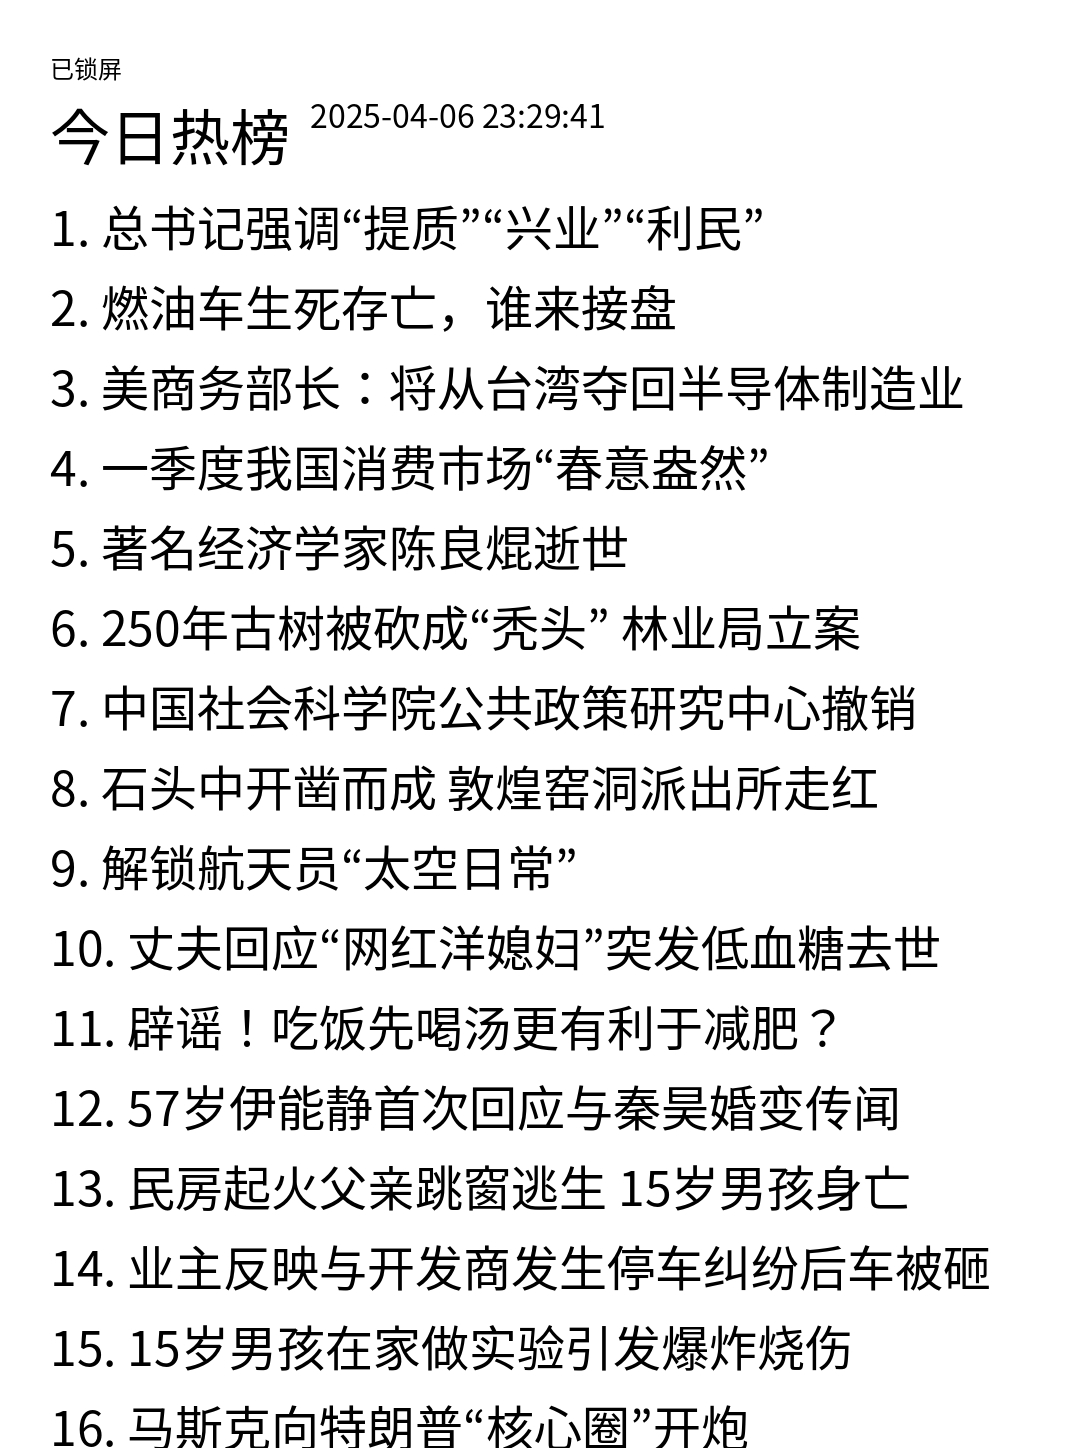 已锁屏
今日热榜 2025-04-06 23:29:41
1. 总书记强调“提质”“兴业”“利民”
2. 燃油车生死存亡，谁来接盘
3. 美商务部长：将从台湾夺回半导体制造业
4. 一季度我国消费市场“春意盎然”
5. 著名经济学家陈良焜逝世
6. 250年古树被砍成“秃头” 林业局立案
7. 中国社会科学院公共政策研究中心撤销
8. 石头中开凿而成 敦煌窑洞派出所走红
9. 解锁航天员“太空日常”
10. 丈夫回应“网红洋媳妇”突发低血糖去世
11. 辟谣！吃饭先喝汤更有利于减肥？
12. 57岁伊能静首次回应与秦昊婚变传闻
13. 民房起火父亲跳窗逃生 15岁男孩身亡
14. 业主反映与开发商发生停车纠纷后车被砸
15. 15岁男孩在家做实验引发爆炸烧伤
16. 马斯克向特朗普“核心圈”开炮